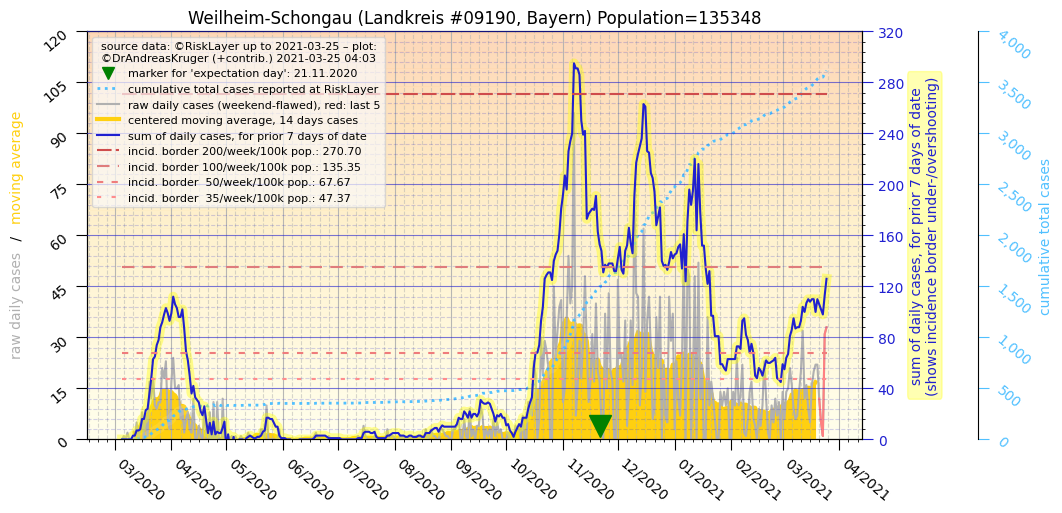 Weilheim-Schongau (Landkreis #09190, Bayern) Population=135348
source data: ©RiskLayer up to 2021-03-25 – plot:
©DrAndreasKruger (+contrib.) 2021-03-25 04:03
marker for 'expectation day': 21.11.2020
cumulative total cases reported at RiskLayer
raw daily cases (weekend-flawed), red: last 5
centered moving average, 14 days cases
sum of daily cases, for prior 7 days of date
incid. border 200/week/100k pop.: 270.70
incid. border 100/week/100k pop.: 135.35
incid. border  50/week/100k pop.: 67.67
incid. border  35/week/100k pop.: 47.37
raw daily cases / moving average
120
105
90
75
60
45
30
15
0
03/2020
04/2020
05/2020
06/2020
07/2020
08/2020
09/2020
10/2020
11/2020
12/2020
01/2021
02/2021
03/2021
04/2021
320
280
240
200
160
120
80
40
0
sum of daily cases, for prior 7 days of date
(shows incidence border under-/overshooting)
4,000
3,500
3,000
2,500
2,000
1,500
1,000
500
0
cumulative total cases